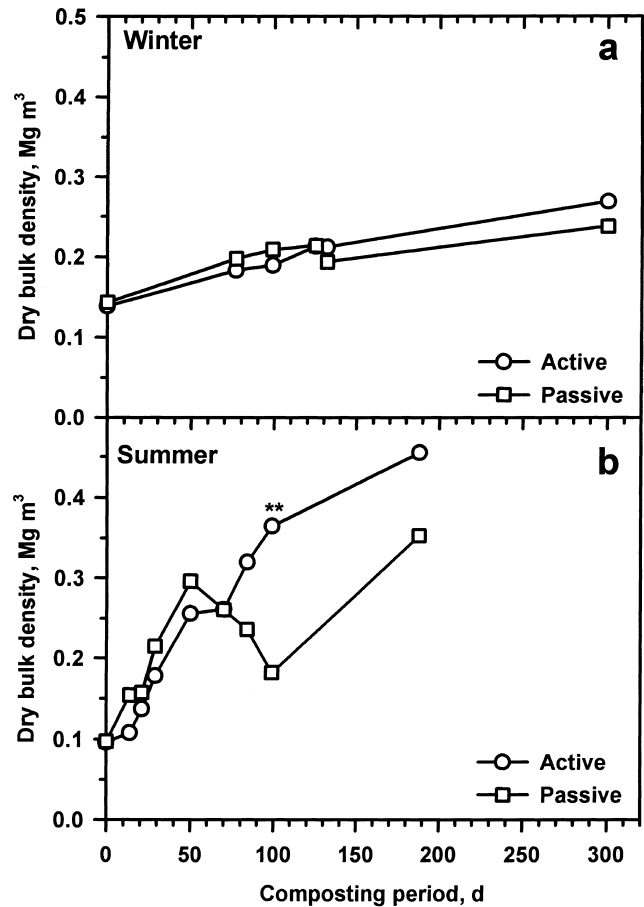 0.5
Winter
a
0.4
0.3
0.2
0.1
0.0
Dry bulk density, Mg m³
Active
Passive
Summer
b
**
0.4
0.3
0.2
0.1
0.0
Dry bulk density, Mg m³
Active
Passive
0 50 100 150 200 250 300
Composting period, d